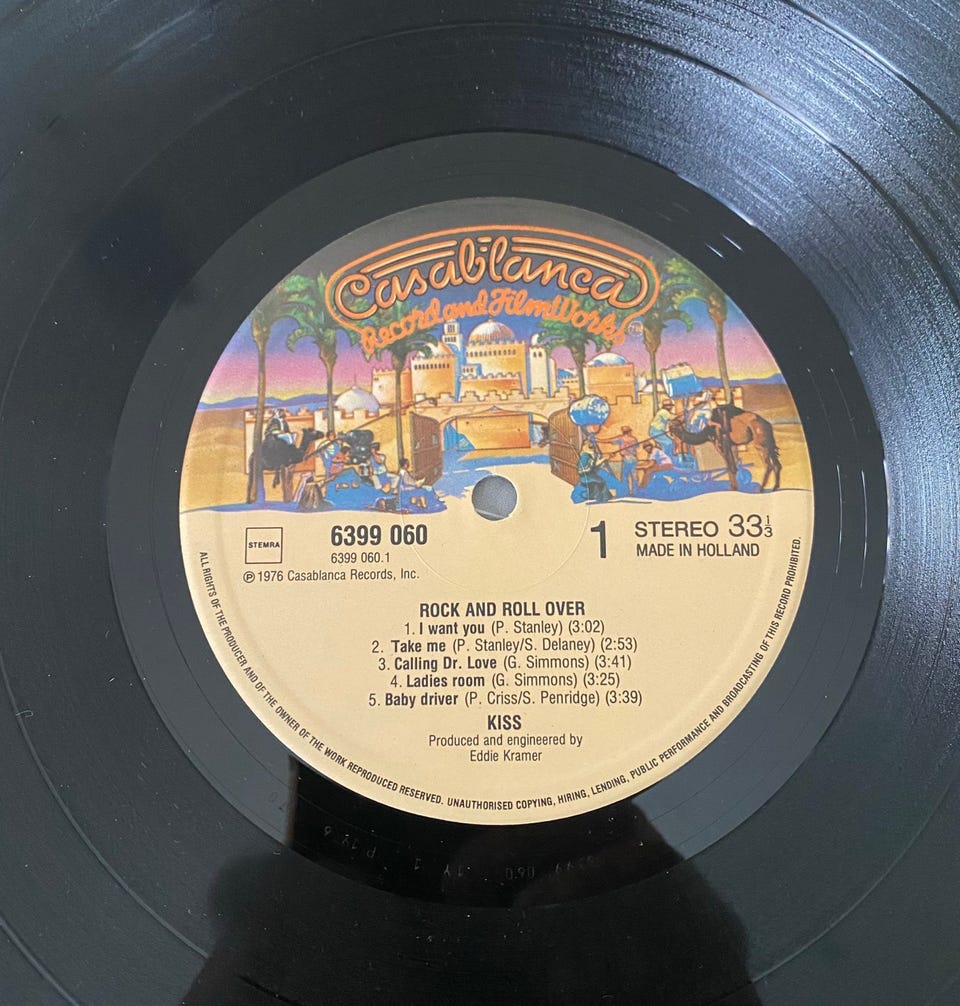 Casablanca
Record and FilmWorks
STEMRA
6399 060
6399 060.1
℗ 1976 Casablanca Records, Inc.
1
STEREO 33⅓
MADE IN HOLLAND
ROCK AND ROLL OVER
1. I want you (P. Stanley) (3:02)
2. Take me (P. Stanley/S. Delaney) (2:53)
3. Calling Dr. Love (G. Simmons) (3:41)
4. Ladies room (G. Simmons) (3:25)
5. Baby driver (P. Criss/S. Penridge) (3:39)
KISS
Produced and engineered by
Eddie Kramer
ALL RIGHTS OF THE PRODUCER AND OF THE OWNER OF THE WORK REPRODUCED RESERVED. UNAUTHORISED COPYING, HIRING, LENDING, PUBLIC PERFORMANCE AND BROADCASTING OF THIS RECORD PROHIBITED.